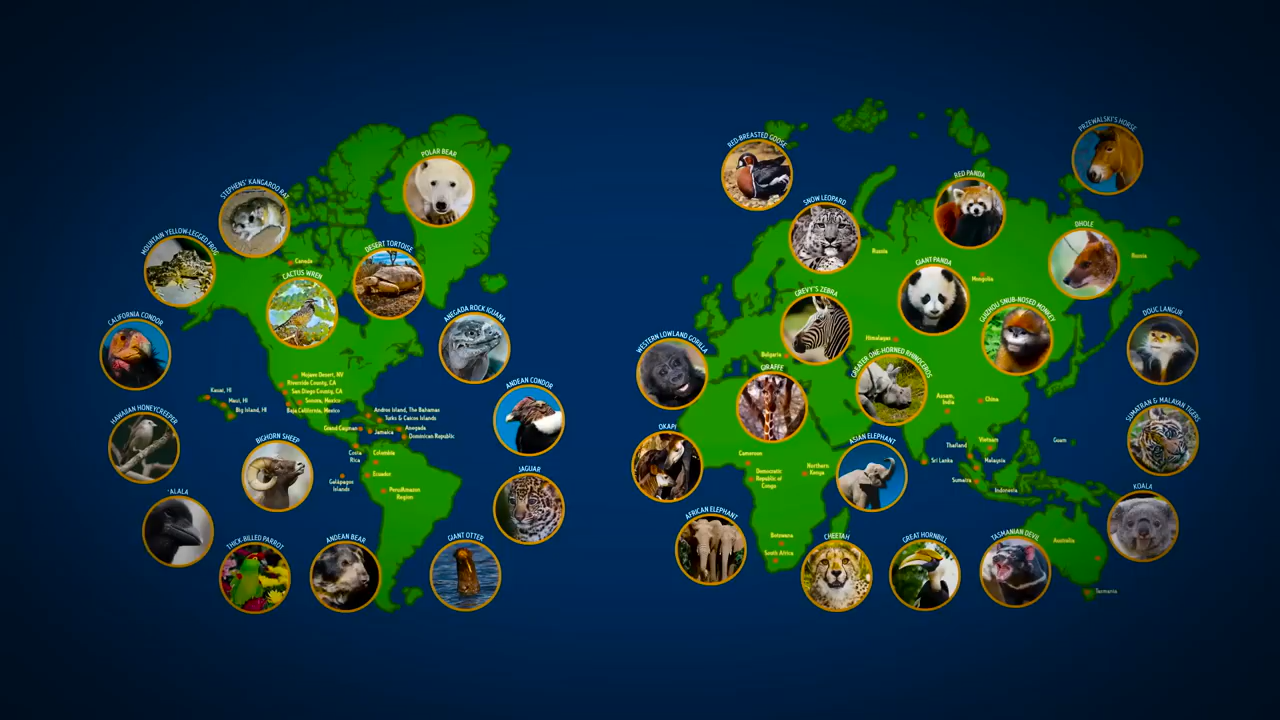 POLAR BEAR
STEPHENS' KANGAROO RAT
MOUNTAIN YELLOW-LEGGED FROG
DESERT TORTOISE
Canada
CACTUS WREN
CALIFORNIA CONDOR
ANEGADA ROCK IGUANA
Mojave Desert, NV
Riverside County, CA
San Diego County, CA
Sonora, Mexico
Baja California, Mexico
Kauai, HI
Maui, HI
Big Island, HI
ANDEAN CONDOR
HAWAIIAN HONEYCREEPER
Andros Island, The Bahamas
Turks & Caicos Islands
Grand Cayman
Anegada
Jamaica
Dominican Republic
BIGHORN SHEEP
Costa
Rica
Colombia
Ecuador
Galápagos
Islands
Peru/Amazon
Region
JAGUAR
'ALALA
THICK-BILLED PARROT
ANDEAN BEAR
GIANT OTTER
RED-BREASTED GOOSE
PRZEWALSKI'S HORSE
RED PANDA
SNOW LEOPARD
DHOLE
Russia
Russia
GIANT PANDA
Mongolia
GREVY'S ZEBRA
GUIZHOU SNUB-NOSED MONKEY
DOUC LANGUR
WESTERN LOWLAND GORILLA
Bulgaria
Himalayas
GIRAFFE
GREATER ONE-HORNED RHINOCEROS
Assam,
India
China
SUMATRAN & MALAYAN TIGERS
OKAPI
ASIAN ELEPHANT
Vietnam
Thailand
Guam
Cameroon
Sri Lanka
Malaysia
Democratic
Republic of
Congo
Northern
Kenya
Sumatra
Indonesia
KOALA
AFRICAN ELEPHANT
CHEETAH
GREAT HORNBILL
TASMANIAN DEVIL
Botswana
South Africa
Australia
Tasmania